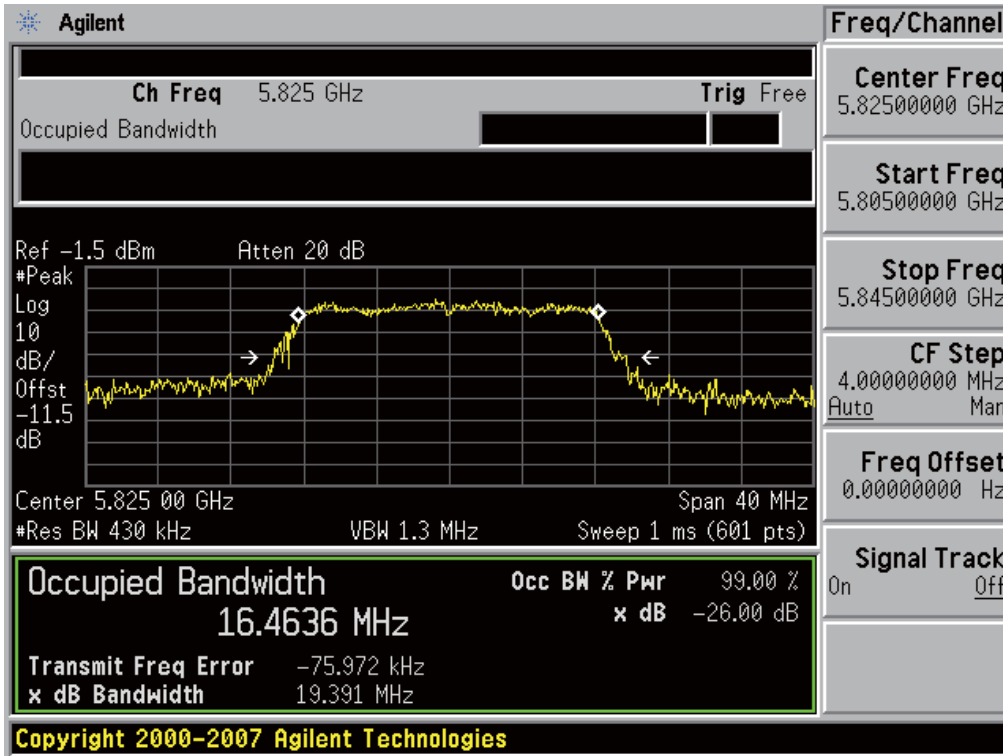 Agilent
Freq/Channel
Ch Freq 5.825 GHz Trig Free
Occupied Bandwidth
Center Freq
5.82500000 GHz
Start Freq
5.80500000 GHz
Stop Freq
5.84500000 GHz
CF Step
4.00000000 MHz
Auto Man
Freq Offset
0.00000000 Hz
Signal Track
On Off
Ref -1.5 dBm Atten 20 dB
#Peak
Log
10
dB/
Offst
-11.5
dB
Center 5.825 00 GHz Span 40 MHz
#Res BW 430 kHz VBW 1.3 MHz Sweep 1 ms (601 pts)
Occupied Bandwidth
16.4636 MHz
Occ BW % Pwr 99.00 %
x dB -26.00 dB
Transmit Freq Error -75.972 kHz
x dB Bandwidth 19.391 MHz
Copyright 2000-2007 Agilent Technologies